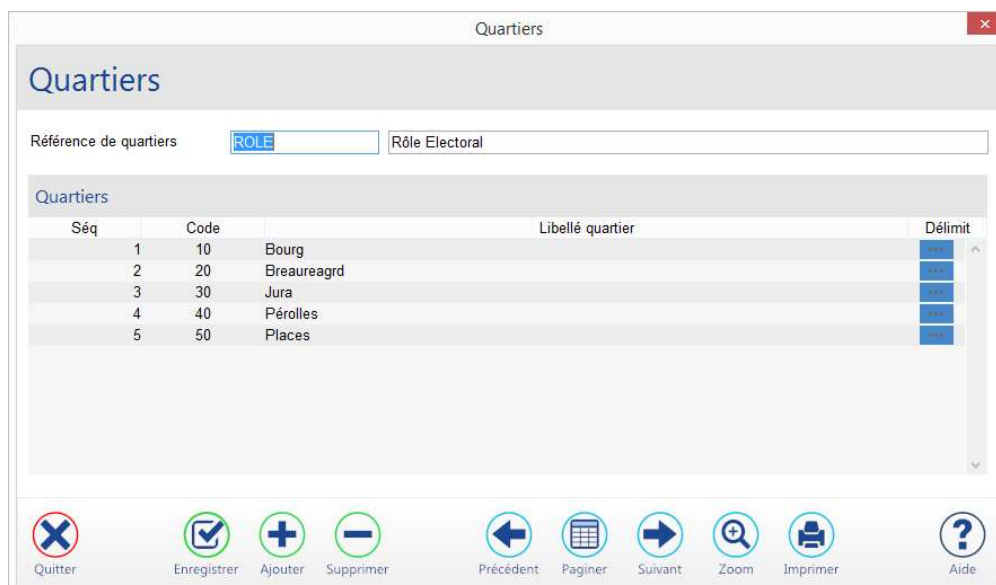 Quartiers
Quartiers
Référence de quartiers ROLE Rôle Electoral
Quartiers
Séq Code Libellé quartier Délimit
1 10 Bourg ...
2 20 Breaureagrd ...
3 30 Jura ...
4 40 Pérolles ...
5 50 Places ...
Quitter Enregistrer Ajouter Supprimer Précédent Paginer Suivant Zoom Imprimer Aide